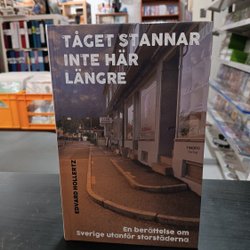 TÅGET STANNAR
INTE HÄR
LÄNGRE
EDVARD HOLLERTZ
En berättelse om
Sverige utanför storstäderna